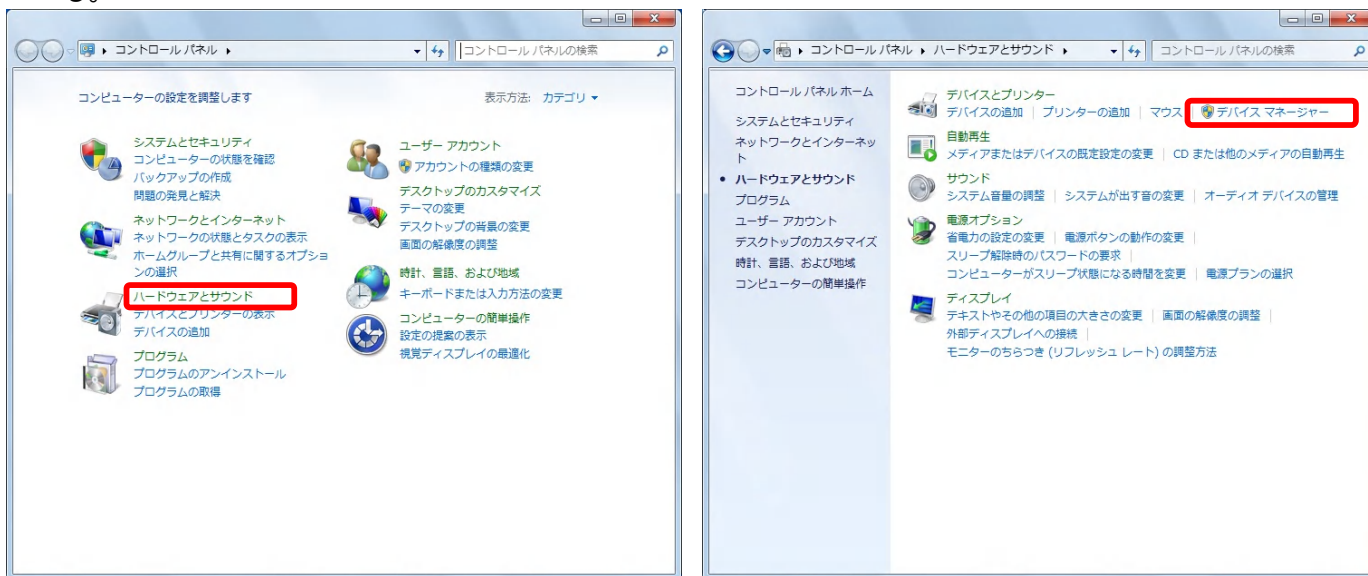 る。
コントロール パネル
コントロール パネルの検索
コンピューターの設定を調整します
表示方法: カテゴリ
システムとセキュリティ
コンピューターの状態を確認
バックアップの作成
問題の発見と解決
ネットワークとインターネット
ネットワークの状態とタスクの表示
ホームグループと共有に関するオプショ
ンの選択
ハードウェアとサウンド
デバイスとプリンターの表示
デバイスの追加
プログラム
プログラムのアンインストール
プログラムの取得
ユーザー アカウント
アカウントの種類の変更
デスクトップのカスタマイズ
テーマの変更
デスクトップの背景の変更
画面の解像度の調整
時計、言語、および地域
キーボードまたは入力方法の変更
コンピューターの簡単操作
設定の提案の表示
視覚ディスプレイの最適化
コントロール パネル ハードウェアとサウンド
コントロール パネルの検索
コントロール パネル ホーム
システムとセキュリティ
ネットワークとインターネッ
ト
ハードウェアとサウンド
プログラム
ユーザー アカウント
デスクトップのカスタマイズ
時計、言語、および地域
コンピューターの簡単操作
デバイスとプリンター
デバイスの追加 | プリンターの追加 | マウス | デバイス マネージャー
自動再生
メディアまたはデバイスの既定設定の変更 | CD または他のメディアの自動再生
サウンド
システム音量の調整 | システムが出す音の変更 | オーディオ デバイスの管理
電源オプション
省電力の設定の変更 | 電源ボタンの動作の変更 |
スリープ解除時のパスワードの要求 |
コンピューターがスリープ状態になる時間を変更 | 電源プランの選択
ディスプレイ
テキストやその他の項目の大きさの変更 | 画面の解像度の調整 |
外部ディスプレイへの接続 |
モニターのちらつき (リフレッシュ レート) の調整方法